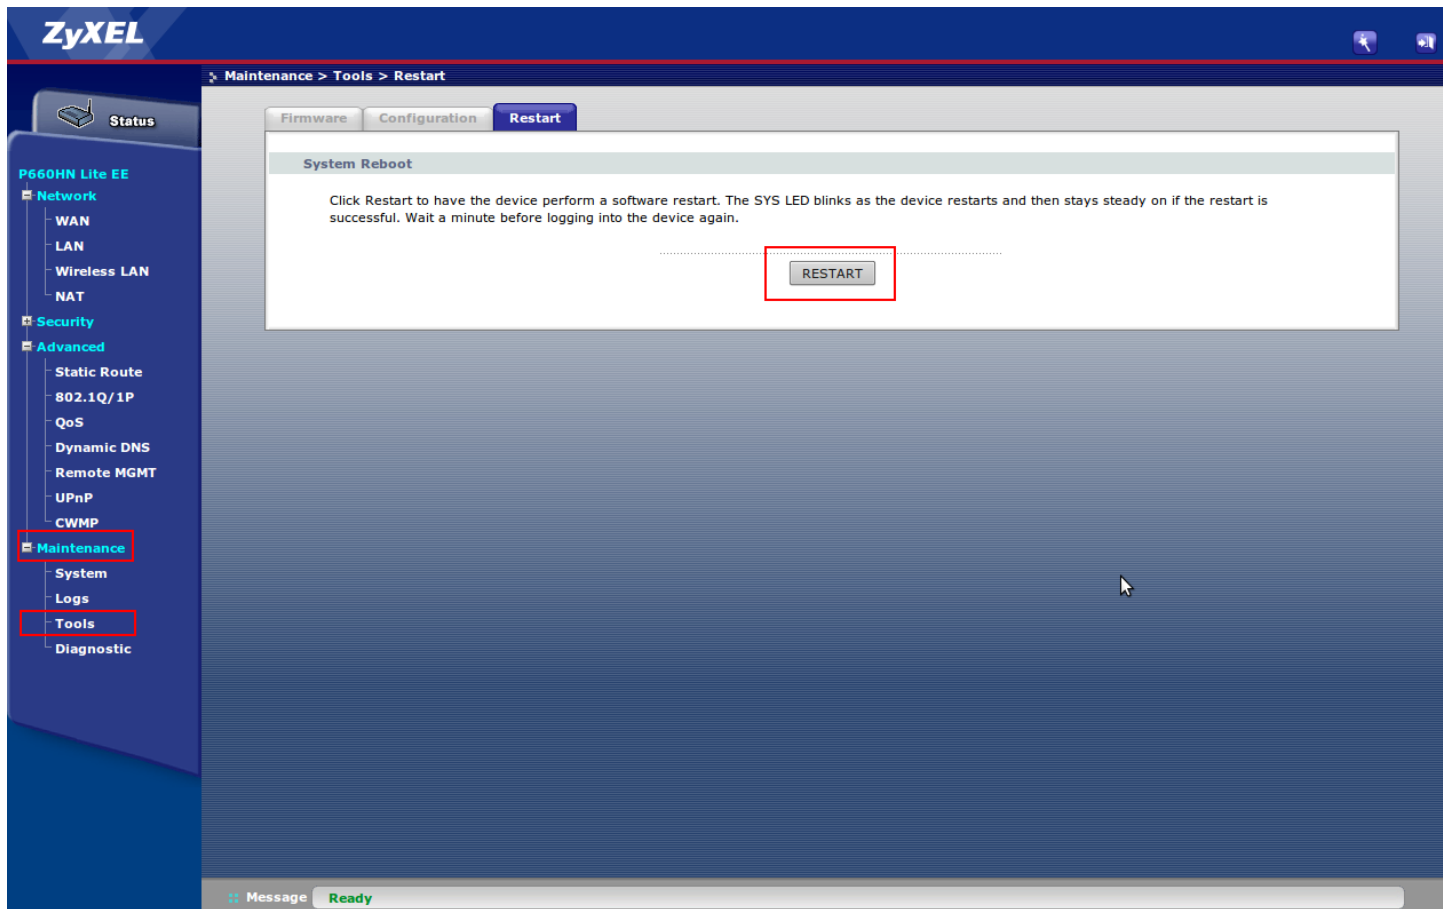 ZyXEL
Maintenance > Tools > Restart
Status
Firmware
Configuration
Restart
System Reboot
Click Restart to have the device perform a software restart. The SYS LED blinks as the device restarts and then stays steady on if the restart is
successful. Wait a minute before logging into the device again.
RESTART
P660HN Lite EE
Network
WAN
LAN
Wireless LAN
NAT
Security
Advanced
Static Route
802.1Q/1P
QoS
Dynamic DNS
Remote MGMT
UPnP
CWMP
Maintenance
System
Logs
Tools
Diagnostic
Message
Ready